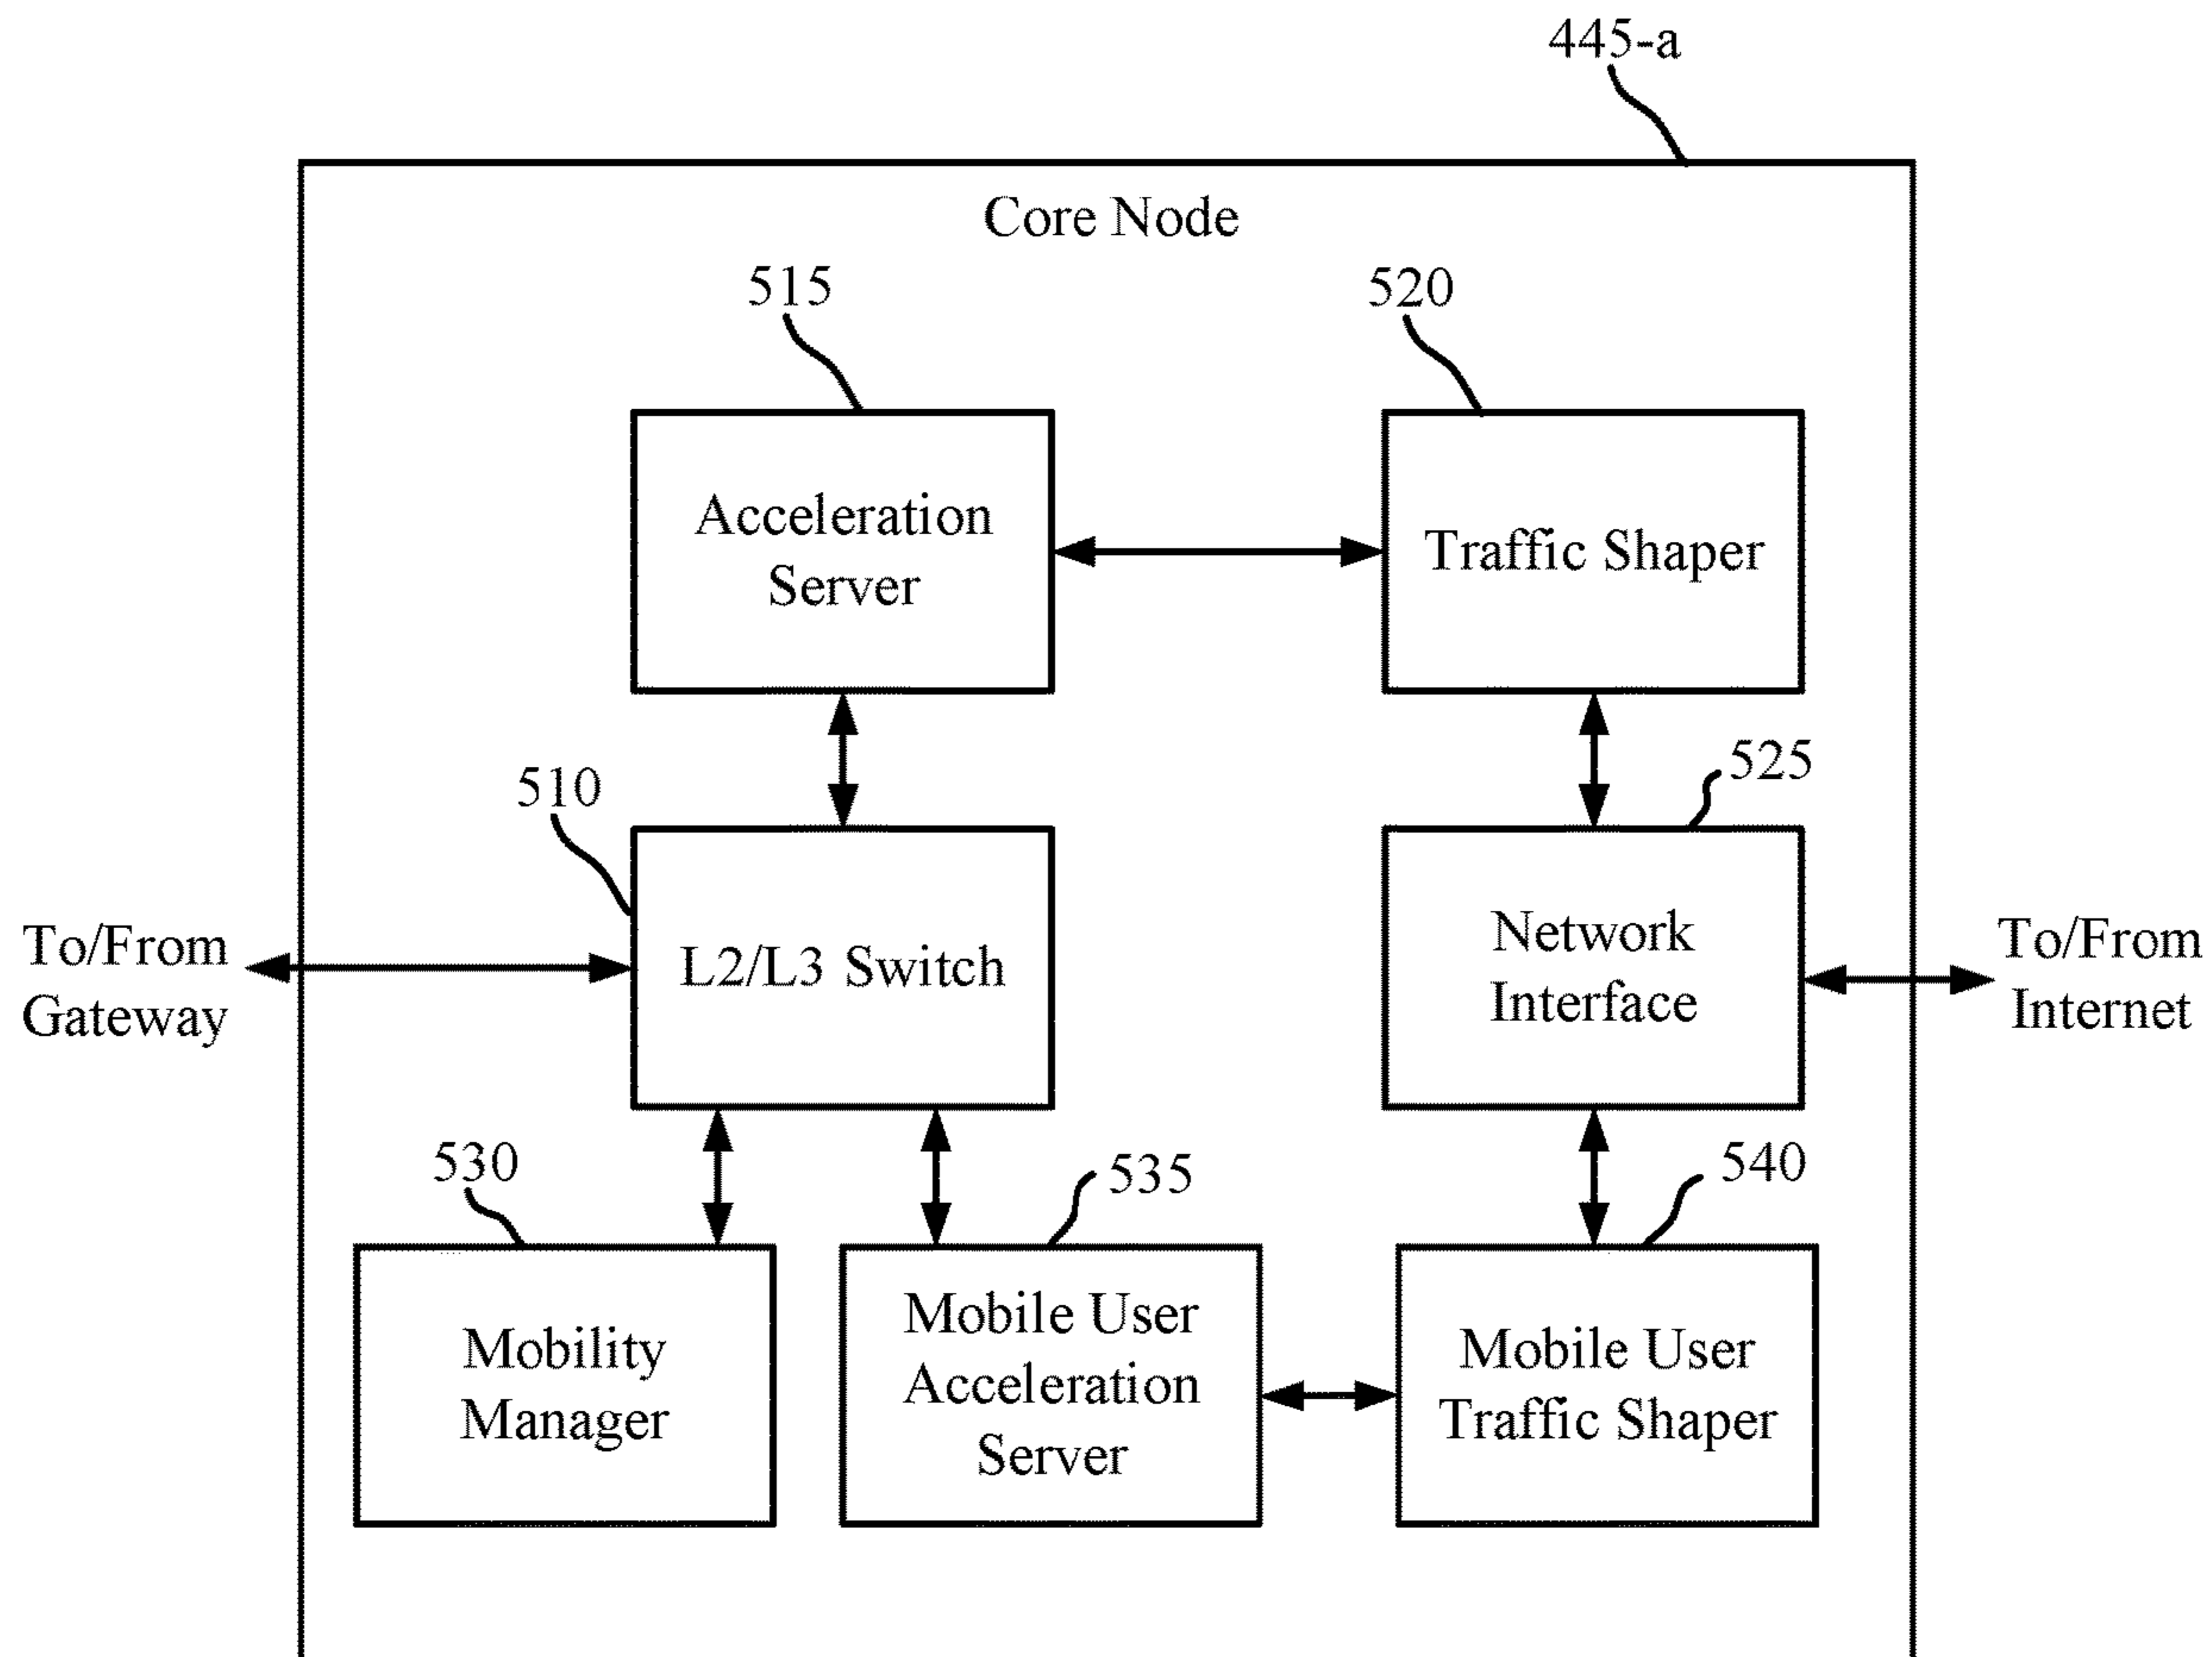 445-a
Core Node
515
520
Acceleration
Server
Traffic Shaper
510
525
To/From
Gateway
L2/L3 Switch
Network
Interface
To/From
Internet
530
535
540
Mobility
Manager
Mobile User
Acceleration
Server
Mobile User
Traffic Shaper